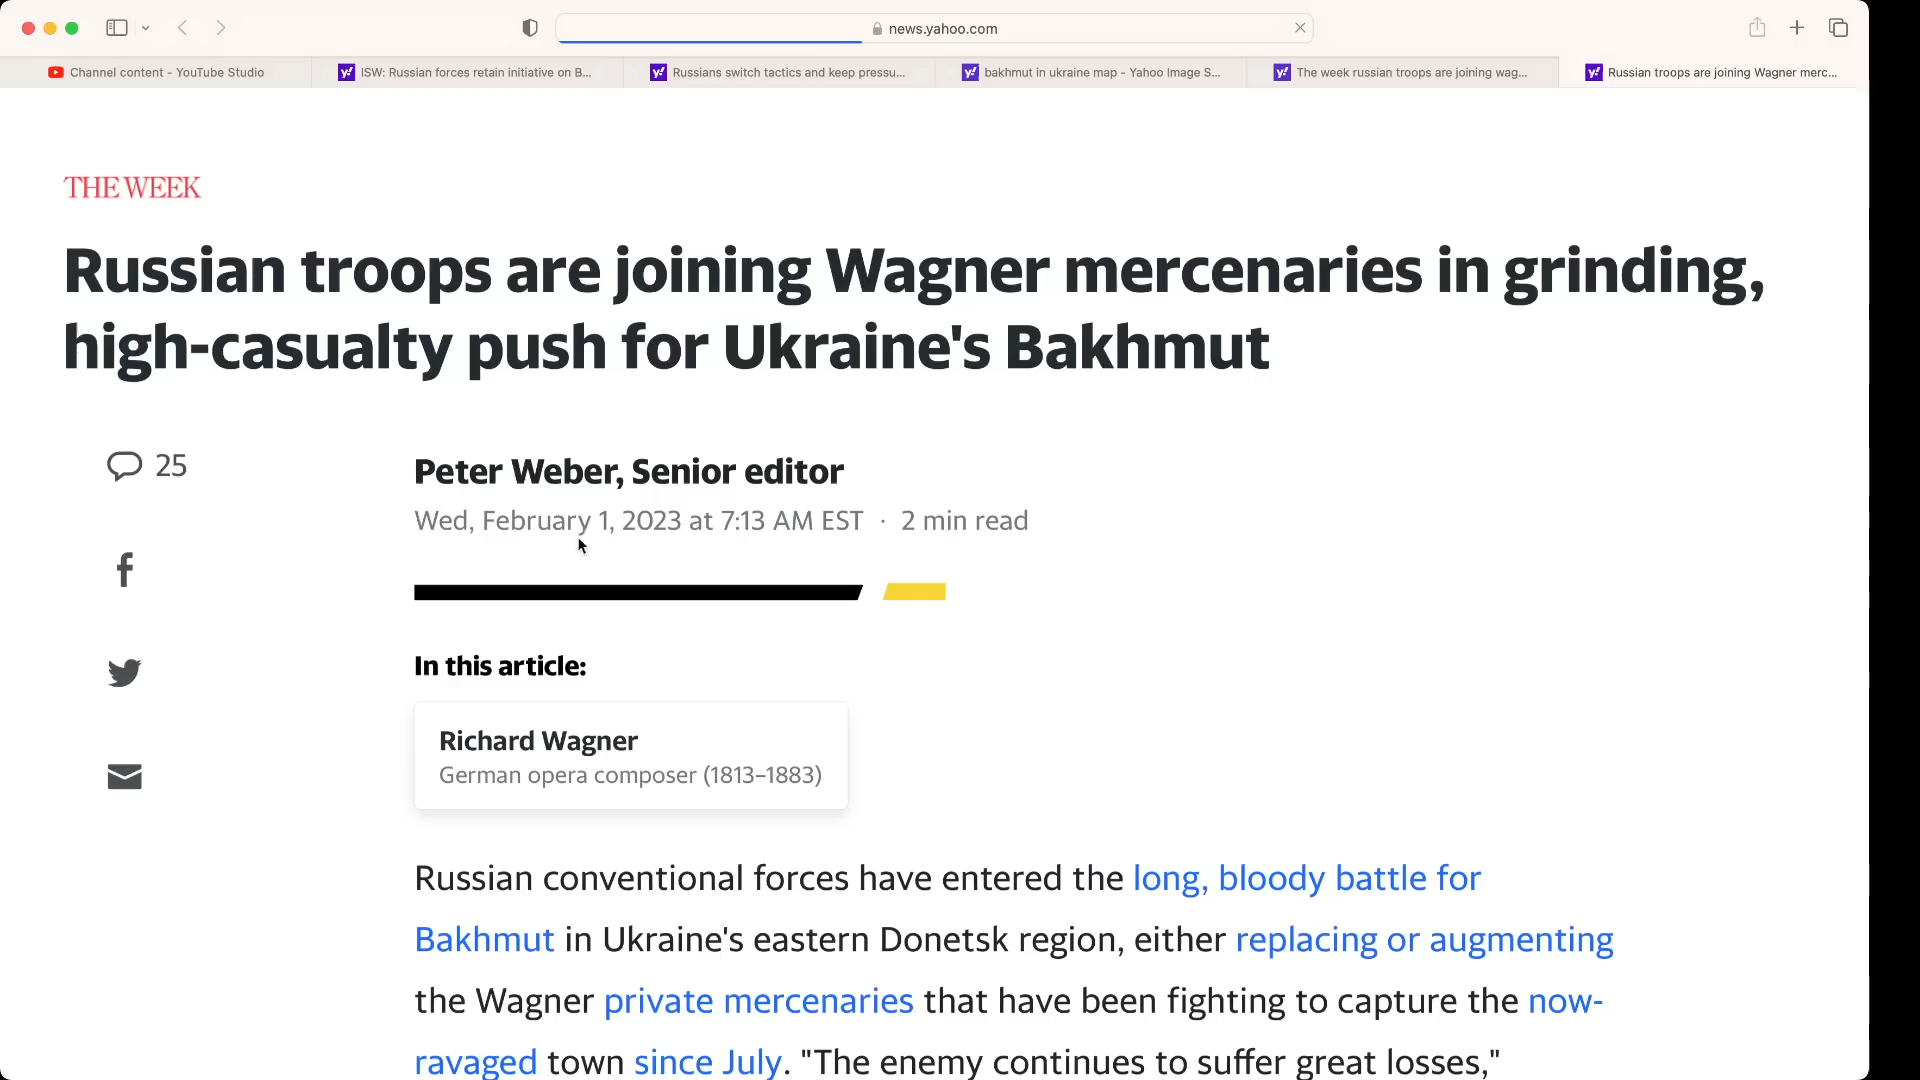 news.yahoo.com
Channel content - YouTube Studio
ISW: Russian forces retain initiative on B...
Russians switch tactics and keep pressu...
bakhmut in ukraine map - Yahoo Image S...
The week russian troops are joining wag...
Russian troops are joining Wagner merc...
THE WEEK
Russian troops are joining Wagner mercenaries in grinding,
high-casualty push for Ukraine's Bakhmut
25
Peter Weber, Senior editor
Wed, February 1, 2023 at 7:13 AM EST · 2 min read
In this article:
Richard Wagner
German opera composer (1813–1883)
Russian conventional forces have entered the long, bloody battle for
Bakhmut in Ukraine's eastern Donetsk region, either replacing or augmenting
the Wagner private mercenaries that have been fighting to capture the now-
ravaged town since July. "The enemy continues to suffer great losses,"